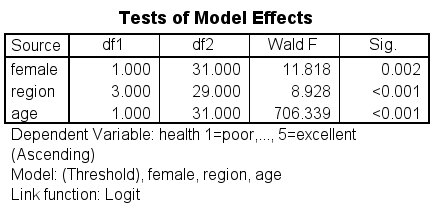 Tests of Model Effects
Source df1 df2 Wald F Sig.
female 1.000 31.000 11.818 0.002
region 3.000 29.000 8.928 <0.001
age 1.000 31.000 706.339 <0.001
Dependent Variable: health 1=poor,..., 5=excellent
(Ascending)
Model: (Threshold), female, region, age
Link function: Logit